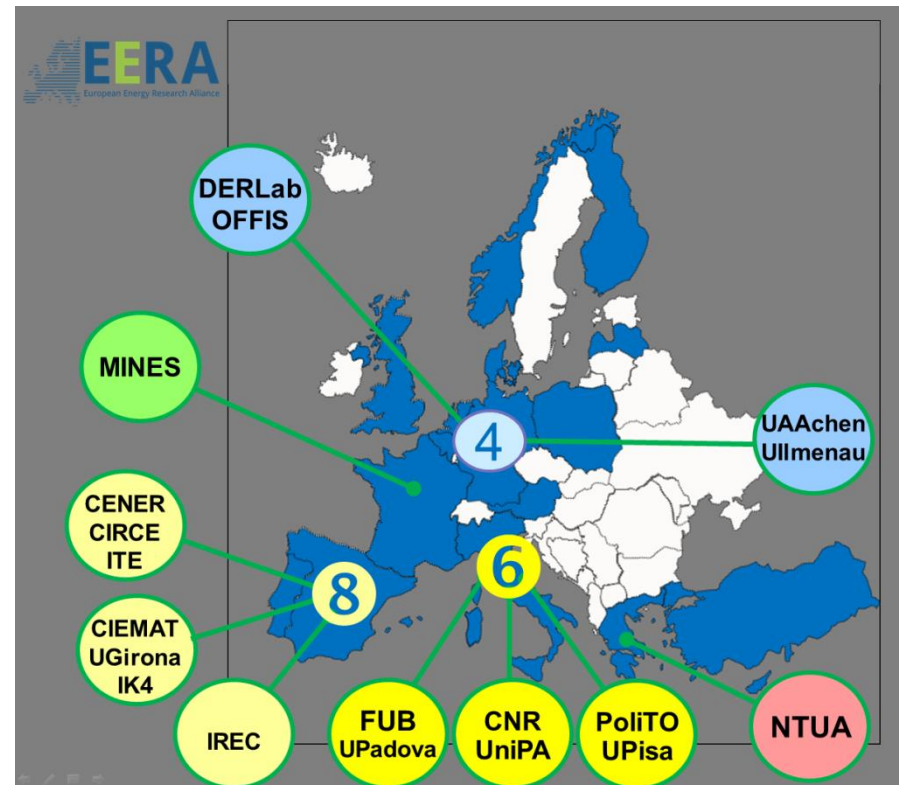 EERA
European Energy Research Alliance
DERLab
OFFIS
MINES
4
UAAchen
UIlmenau
CENER
CIRCE
ITE
8
6
CIEMAT
UGirona
IK4
IREC
FUB
UPadova
CNR
UniPA
PoliTO
UPisa
NTUA